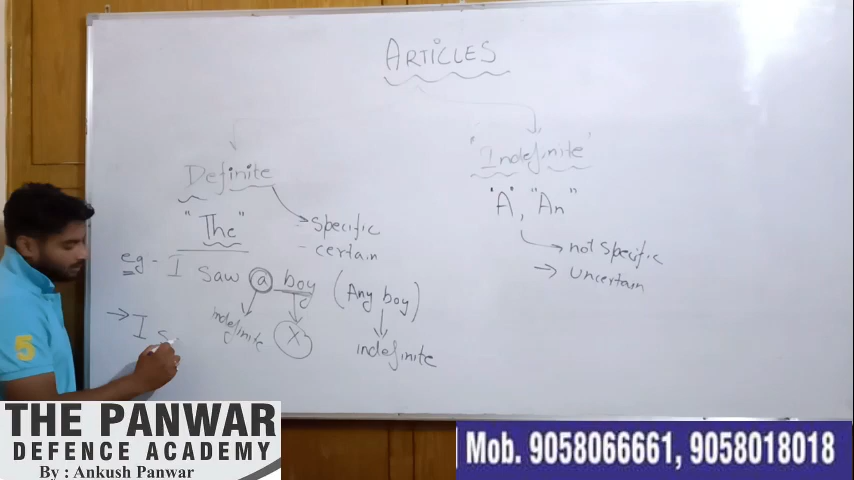 ARTICLES
Definite
"The"
specific
- certain
'Indefinite'
"A", "An"
not specific
→ Uncertain
eg - I saw a boy (Any boy)
indefinite
X
indefinite
→ I s
5
THE PANWAR
DEFENCE ACADEMY
By : Ankush Panwar
Mob. 9058066661, 9058018018